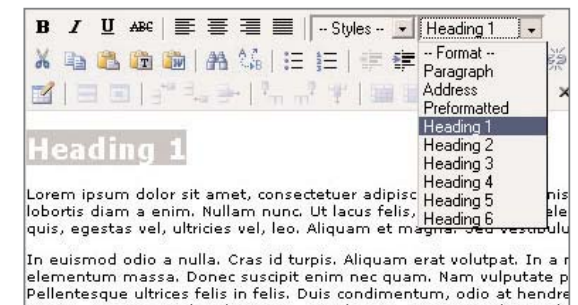 B I U ABC -- Styles -- Heading 1
-- Format --
Paragraph
Address
Preformatted
Heading 1
Heading 2
Heading 3
Heading 4
Heading 5
Heading 6
Heading 1
Lorem ipsum dolor sit amet, consectetuer adipisc nis
lobortis diam a enim. Nullam nunc. Ut lacus felis, ele
quis, egestas vel, ultricies vel, leo. Aliquam et magna. Sed vestibulu
In euismod odio a nulla. Cras id turpis. Aliquam erat volutpat. In a r
elementum massa. Donec suscipit enim nec quam. Nam vulputate p
Pellentesque ultrices felis in felis. Duis condimentum, odio at hendre